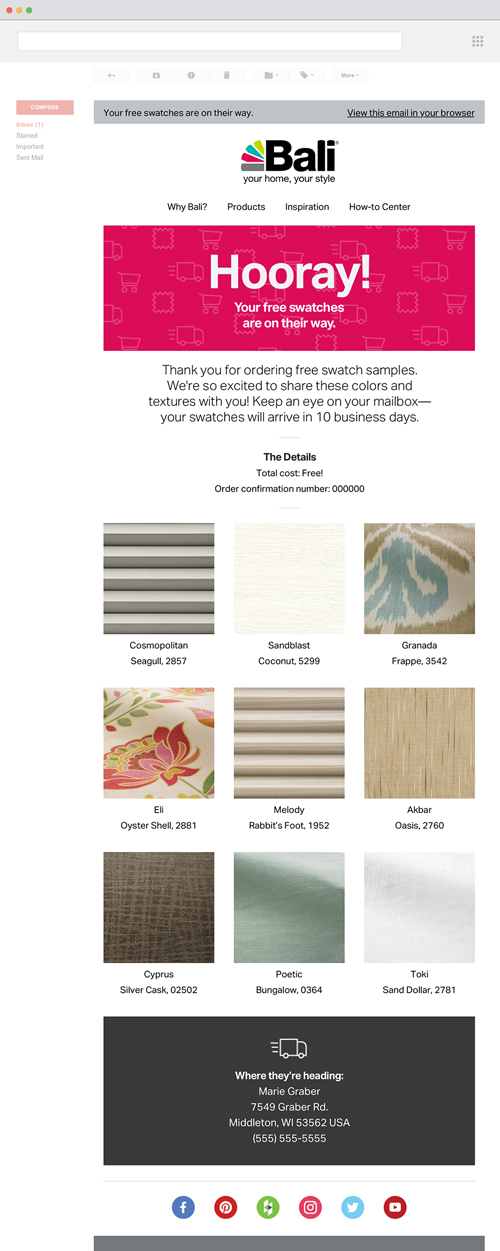 More
COMPOSE
Inbox (1)
Starred
Important
Sent Mail
Your free swatches are on their way.
View this email in your browser
Bali®
your home, your style
Why Bali?
Products
Inspiration
How-to Center
Hooray!
Your free swatches
are on their way.
Thank you for ordering free swatch samples.
We're so excited to share these colors and
textures with you! Keep an eye on your mailbox—
your swatches will arrive in 10 business days.
The Details
Total cost: Free!
Order confirmation number: 000000
Cosmopolitan
Seagull, 2857
Sandblast
Coconut, 5299
Granada
Frappe, 3542
Eli
Oyster Shell, 2881
Melody
Rabbit's Foot, 1952
Akbar
Oasis, 2760
Cyprus
Silver Cask, 02502
Poetic
Bungalow, 0364
Toki
Sand Dollar, 2781
Where they're heading:
Marie Graber
7549 Graber Rd.
Middleton, WI 53562 USA
(555) 555-5555